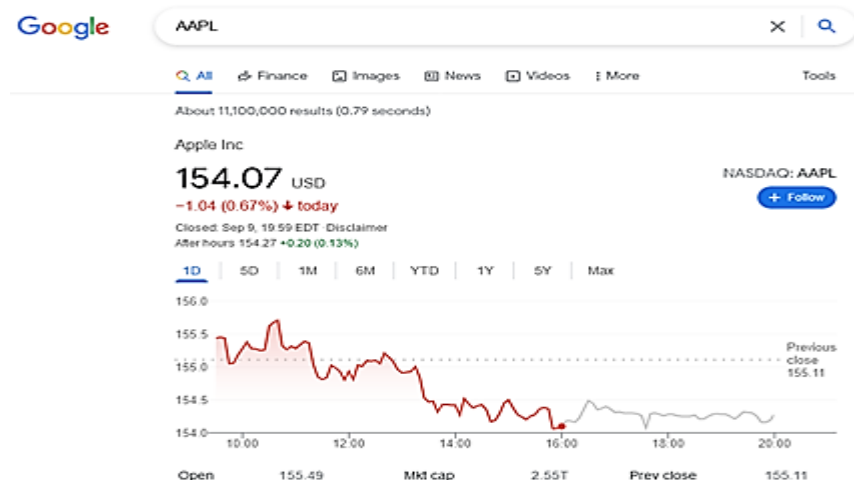 Google
AAPL
All Finance Images News Videos More Tools
About 11,100,000 results (0.79 seconds)
Apple Inc
154.07 USD
NASDAQ: AAPL
−1.04 (0.67%) ↓ today
+ Follow
Closed: Sep 9, 19:59 EDT · Disclaimer
After hours 154.27 +0.20 (0.13%)
1D 5D 1M 6M YTD 1Y 5Y Max
156.0
155.5
155.0
154.5
154.0
Previous
close
155.11
10:00 12:00 14:00 16:00 18:00 20:00
Open 155.49 Mkt cap 2.55T Prev close 155.11